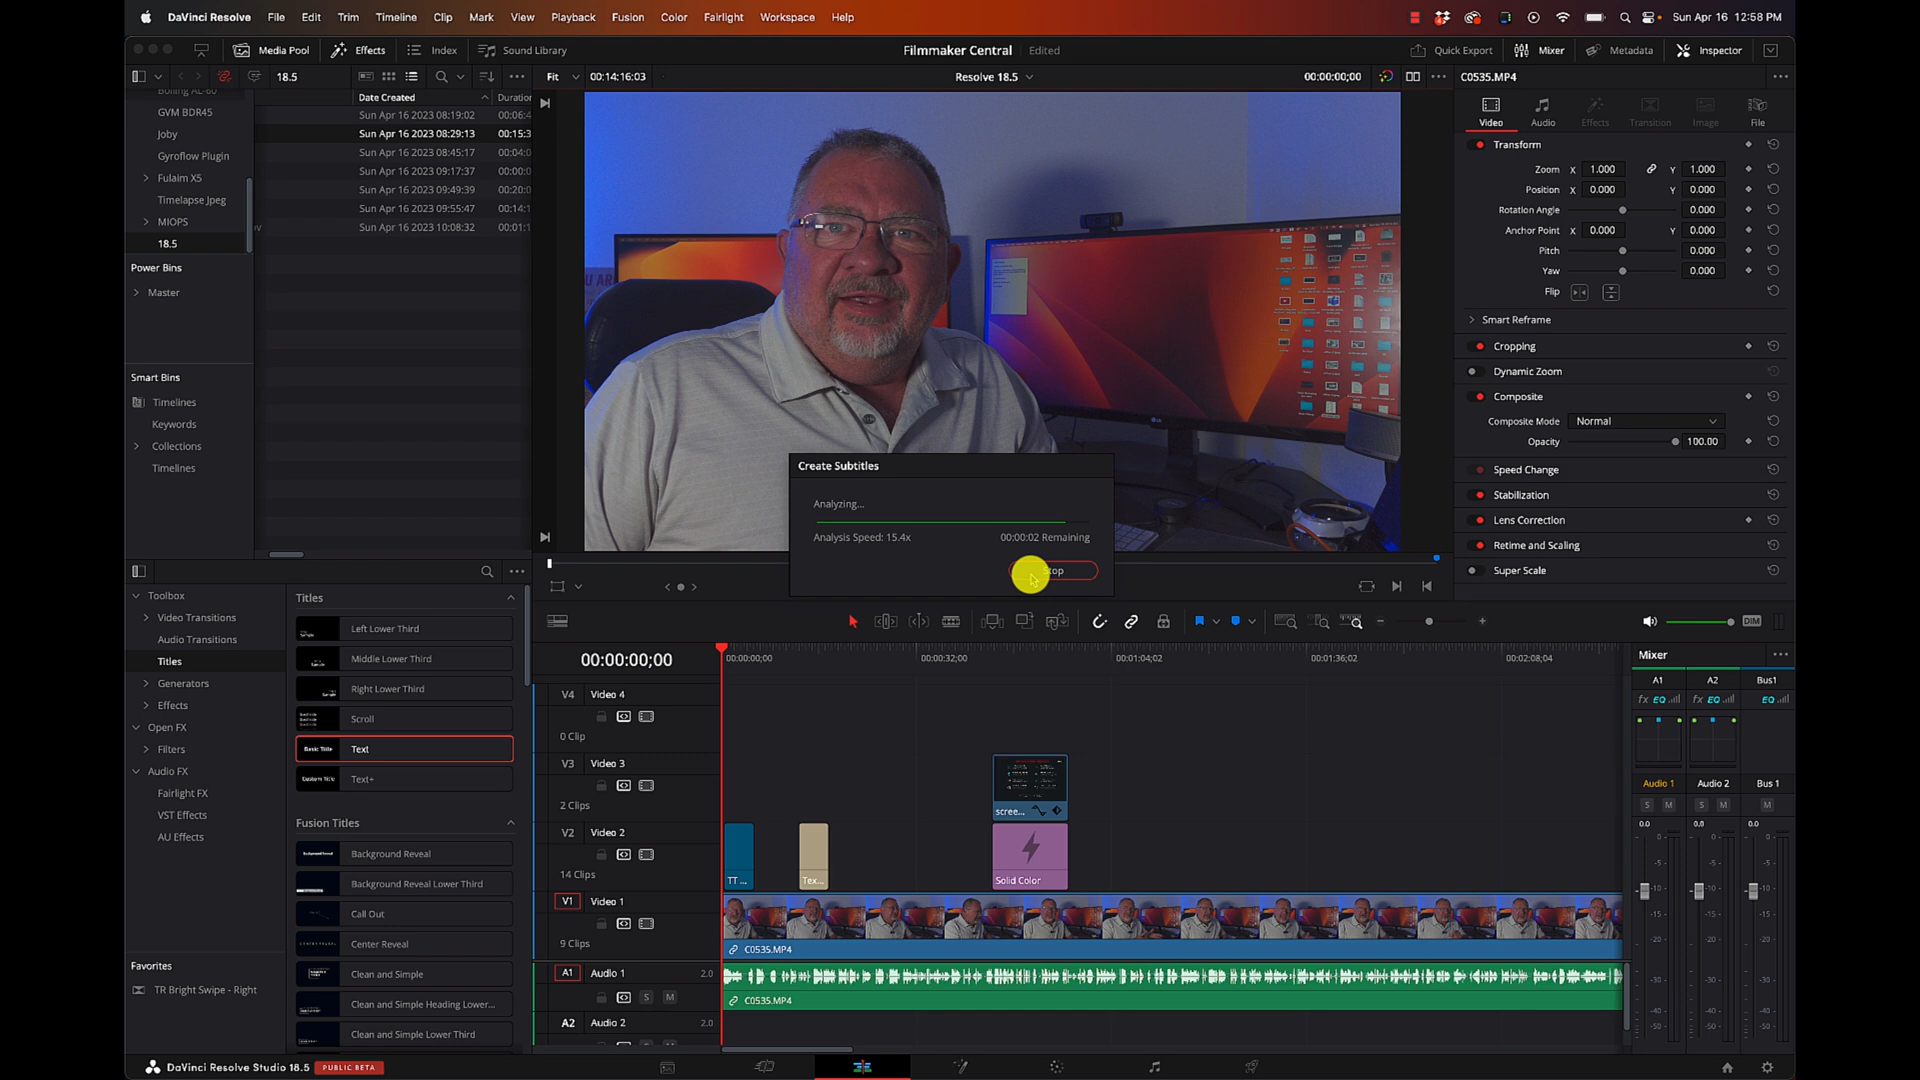 DaVinci Resolve File Edit Trim Timeline Clip Mark View Playback Fusion Color Fairlight Workspace Help Sun Apr 16 12:58 PM
Media Pool Effects Index Sound Library Filmmaker Central Edited Quick Export Mixer Metadata Inspector
18.5 Fit 00:14:16:03 Resolve 18.5 00:00:00;00 C0535.MP4
Date Created
GVM BDR45
Joby
Gyroflow Plugin
Fulaim X5
Timelapse Jpeg
MIOPS
18.5
Power Bins
Master
Smart Bins
Timelines
Keywords
Collections
Timelines
Sun Apr 16 2023 08:19:02 00:06:4
Sun Apr 16 2023 08:29:13 00:15:3
Sun Apr 16 2023 08:45:17 00:04:0
Sun Apr 16 2023 09:17:37 00:00:0
Sun Apr 16 2023 09:49:39 00:20:0
Sun Apr 16 2023 09:55:47 00:14:1
Sun Apr 16 2023 10:08:32 00:01:1
Video Audio Effects Transition Image File
Transform
Zoom X 1.000 Y 1.000
Position X 0.000 Y 0.000
Rotation Angle 0.000
Anchor Point X 0.000 Y 0.000
Pitch 0.000
Yaw 0.000
Flip
Smart Reframe
Cropping
Dynamic Zoom
Composite
Composite Mode Normal
Opacity 100.00
Speed Change
Stabilization
Lens Correction
Retime and Scaling
Super Scale
Create Subtitles
Analyzing...
Analysis Speed: 15.4x 00:00:02 Remaining
Stop
Toolbox
Video Transitions
Audio Transitions
Titles
Generators
Effects
Open FX
Filters
Audio FX
Fairlight FX
VST Effects
AU Effects
Favorites
TR Bright Swipe - Right
Titles
Left Lower Third
Middle Lower Third
Right Lower Third
Scroll
Basic Title Text
Custom Title Text+
Fusion Titles
Background Reveal
Background Reveal Lower Third
Call Out
Center Reveal
Clean and Simple
Clean and Simple Heading Lower...
Clean and Simple Lower Third
DIM
00:00:00;00 00:00:00;00 00:00:32;00 00:01:04;02 00:01:36;02 00:02:08;04
V4 Video 4
0 Clip
V3 Video 3
2 Clips
scree...
V2 Video 2
14 Clips
TT ... Tex... Solid Color
V1 Video 1
9 Clips
C0535.MP4
A1 Audio 1 2.0
S M
C0535.MP4
A2 Audio 2 2.0
Mixer
A1 A2 Bus1
fx EQ fx EQ EQ
Audio 1 Audio 2 Bus 1
S M S M M
0.0 0.0 0.0
DaVinci Resolve Studio 18.5 PUBLIC BETA